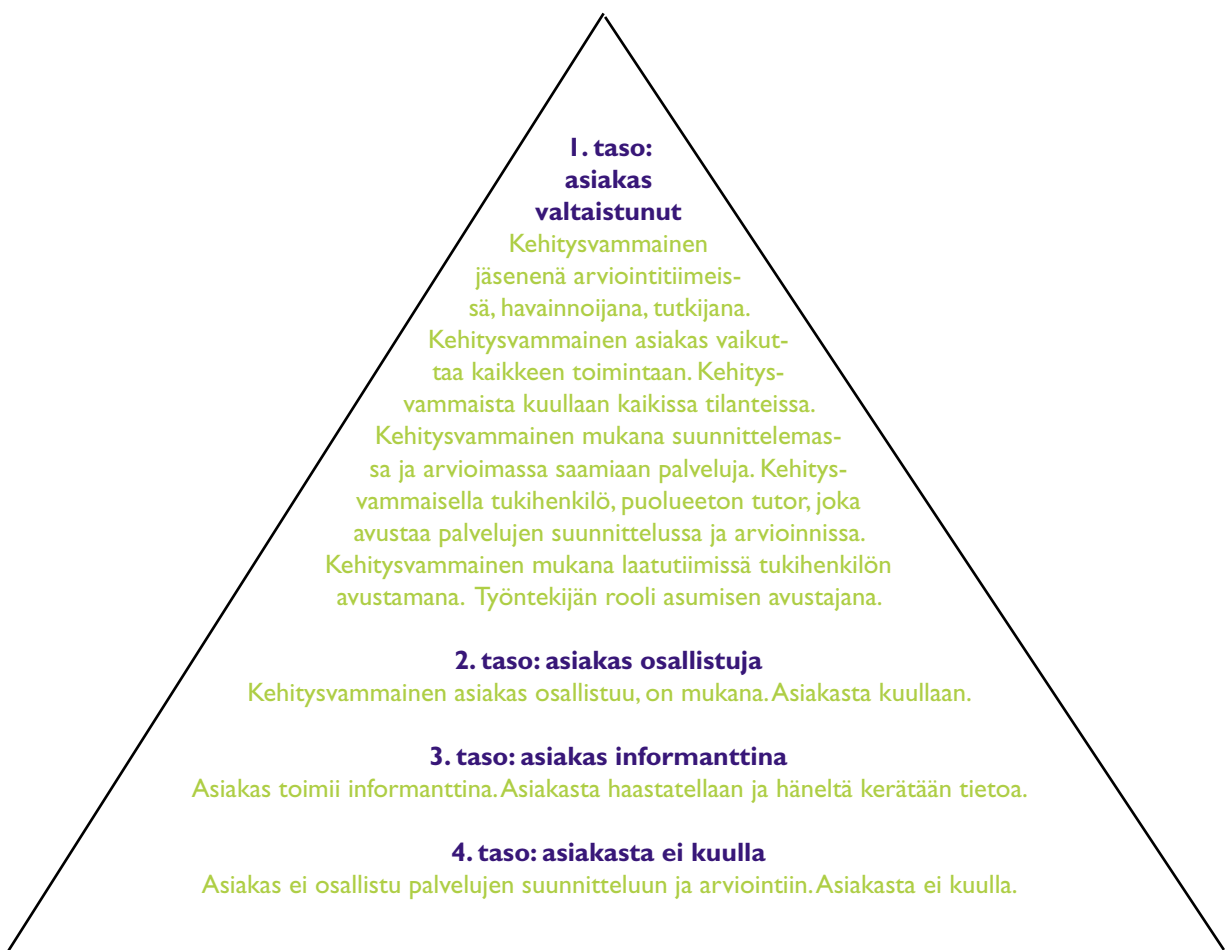 1. taso:
asiakas
valtaistunut
Kehitysvammainen
jäsenenä arviointitiimeis-
sä, havainnoijana, tutkijana.
Kehitysvammainen asiakas vaikut-
taa kaikkeen toimintaan. Kehitys-
vammaista kuullaan kaikissa tilanteissa.
Kehitysvammainen mukana suunnittelemas-
sa ja arvioimassa saamiaan palveluja. Kehitys-
vammaisella tukihenkilö, puolueeton tutor, joka
avustaa palvelujen suunnittelussa ja arvioinnissa.
Kehitysvammainen mukana laatutiimissä tukihenkilön
avustamana. Työntekijän rooli asumisen avustajana.
2. taso: asiakas osallistuja
Kehitysvammainen asiakas osallistuu, on mukana. Asiakasta kuullaan.
3. taso: asiakas informanttina
Asiakas toimii informanttina. Asiakasta haastatellaan ja häneltä kerätään tietoa.
4. taso: asiakasta ei kuulla
Asiakas ei osallistu palvelujen suunnitteluun ja arviointiin. Asiakasta ei kuulla.